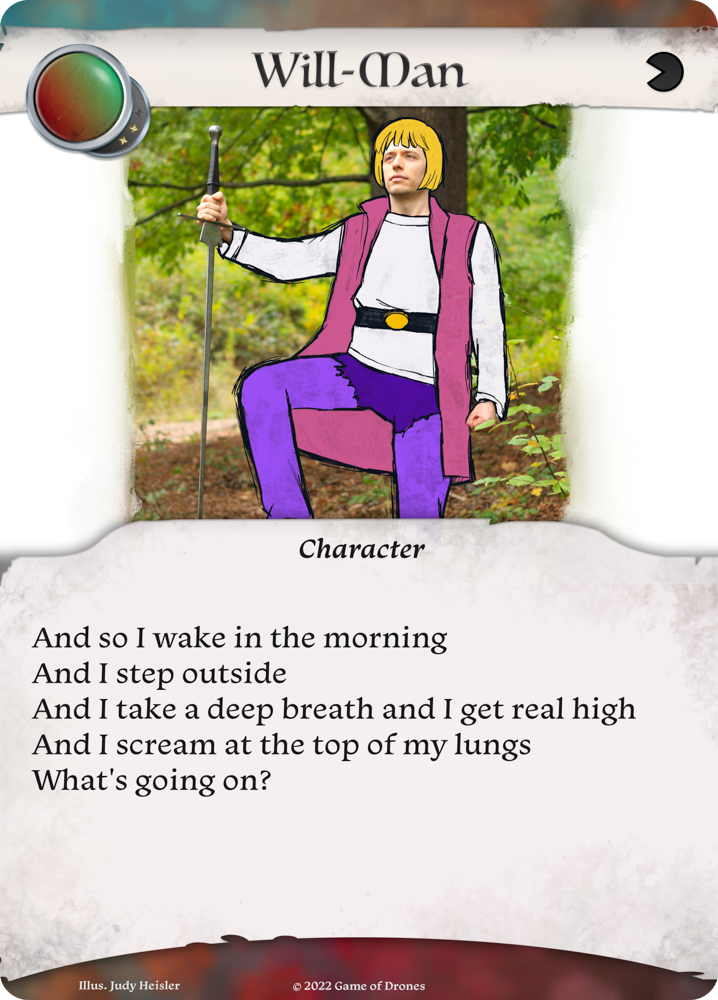 Will-Man
Character
And so I wake in the morning
And I step outside
And I take a deep breath and I get real high
And I scream at the top of my lungs
What's going on?
Illus. Judy Heisler
© 2022 Game of Drones